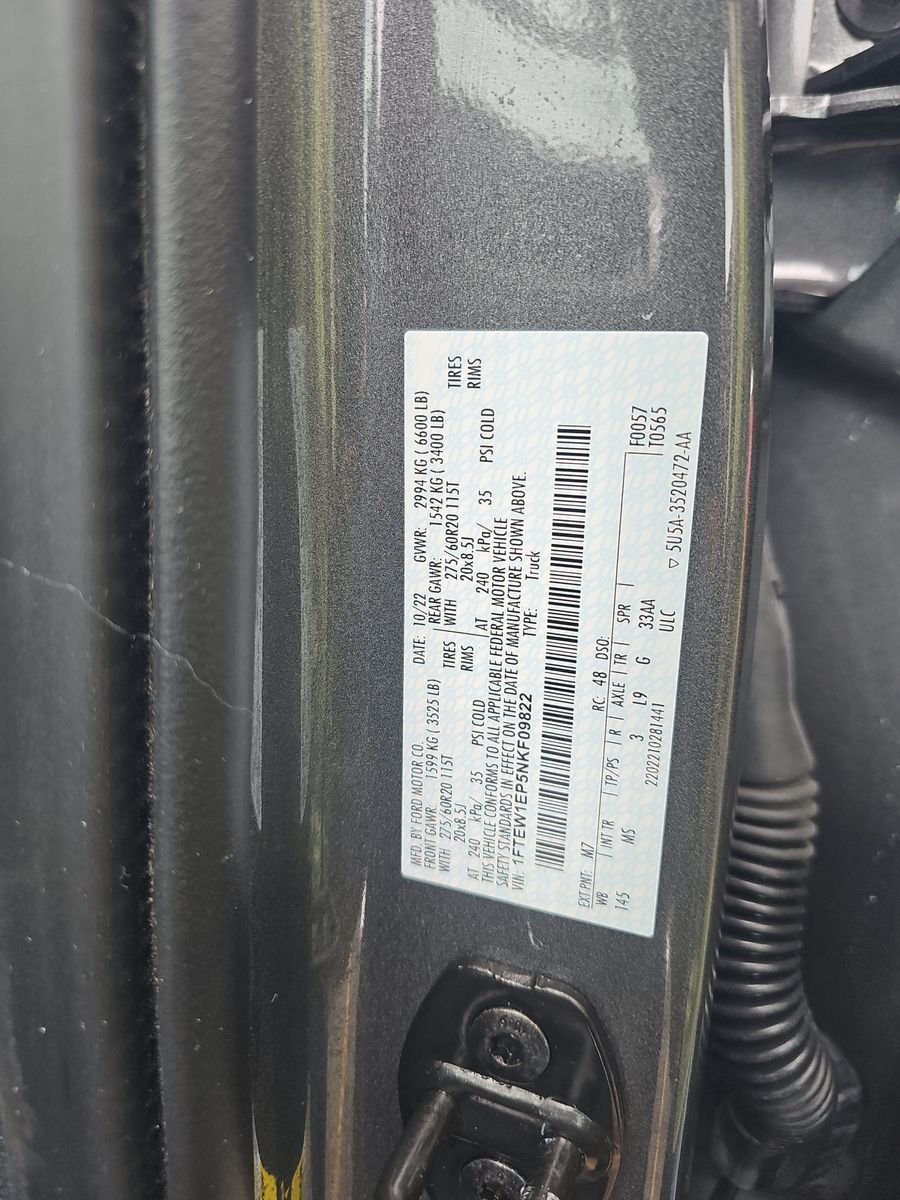 MFD. BY FORD MOTOR CO.
DATE: 10/22 GVWR: 2994 KG ( 6600 LB)
FRONT GAWR: 1599 KG ( 3525 LB) REAR GAWR: 1542 KG ( 3400 LB)
WITH 275/60R20 115T TIRES WITH 275/60R20 115T TIRES
20x8.5J RIMS 20x8.5J RIMS
AT 240 kPa/ 35 PSI COLD AT 240 kPa/ 35 PSI COLD
THIS VEHICLE CONFORMS TO ALL APPLICABLE FEDERAL MOTOR VEHICLE
SAFETY STANDARDS IN EFFECT ON THE DATE OF MANUFACTURE SHOWN ABOVE.
VIN: 1FTEW1EP5NKF09822 TYPE: Truck
EXT PNT: M7 RC: 48 DSO: F0057
WB INT TR TP/PS R AXLE TR SPR T0565
145 MS 3 L9 G 33AA
2202210281441 ULC
▽ 5U5A-3520472-AA